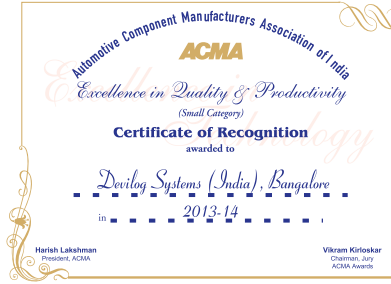 Automotive Component Manufacturers Association of India
ACMA
Excellence in Quality & Productivity
(Small Category)
Certificate of Recognition
awarded to
Devilog Systems (India), Bangalore
in 2013-14
Harish Lakshman
President, ACMA
Vikram Kirloskar
Chairman, Jury
ACMA Awards